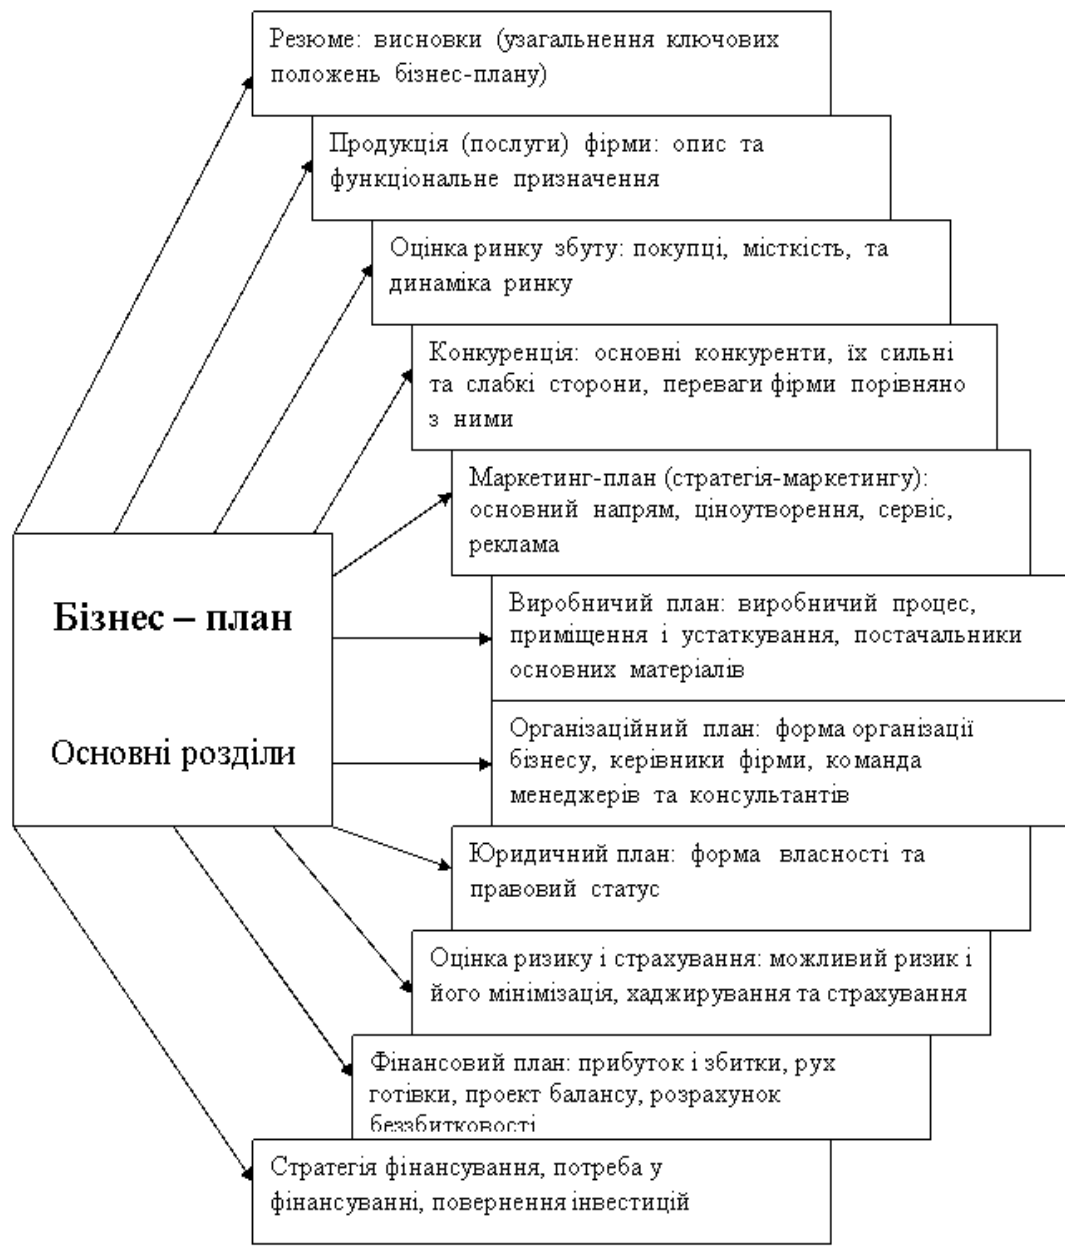 Резюме: висновки (узагальнення ключових
положень бізнес-плану)
Продукція (послуги) фірми: опис та
функціональне призначення
Оцінка ринку збуту: покупці, місткість, та
динаміка ринку
Конкуренція: основні конкуренти, їх сильні
та слабкі сторони, переваги фірми порівняно
з ними
Маркетинг-план (стратегія-маркетингу):
основний напрям, ціноутворення, сервіс,
реклама
Бізнес – план
Основні розділи
Виробничий план: виробничий процес,
приміщення і устаткування, постачальники
основних матеріалів
Організаційний план: форма організації
бізнесу, керівники фірми, команда
менеджерів та консультантів
Юридичний план: форма власності та
правовий статус
Оцінка ризику і страхування: можливий ризик і
його мінімізація, хаджирування та страхування
Фінансовий план: прибуток і збитки, рух
готівки, проект балансу, розрахунок
беззбитковості
Стратегія фінансування, потреба у
фінансуванні, повернення інвестицій